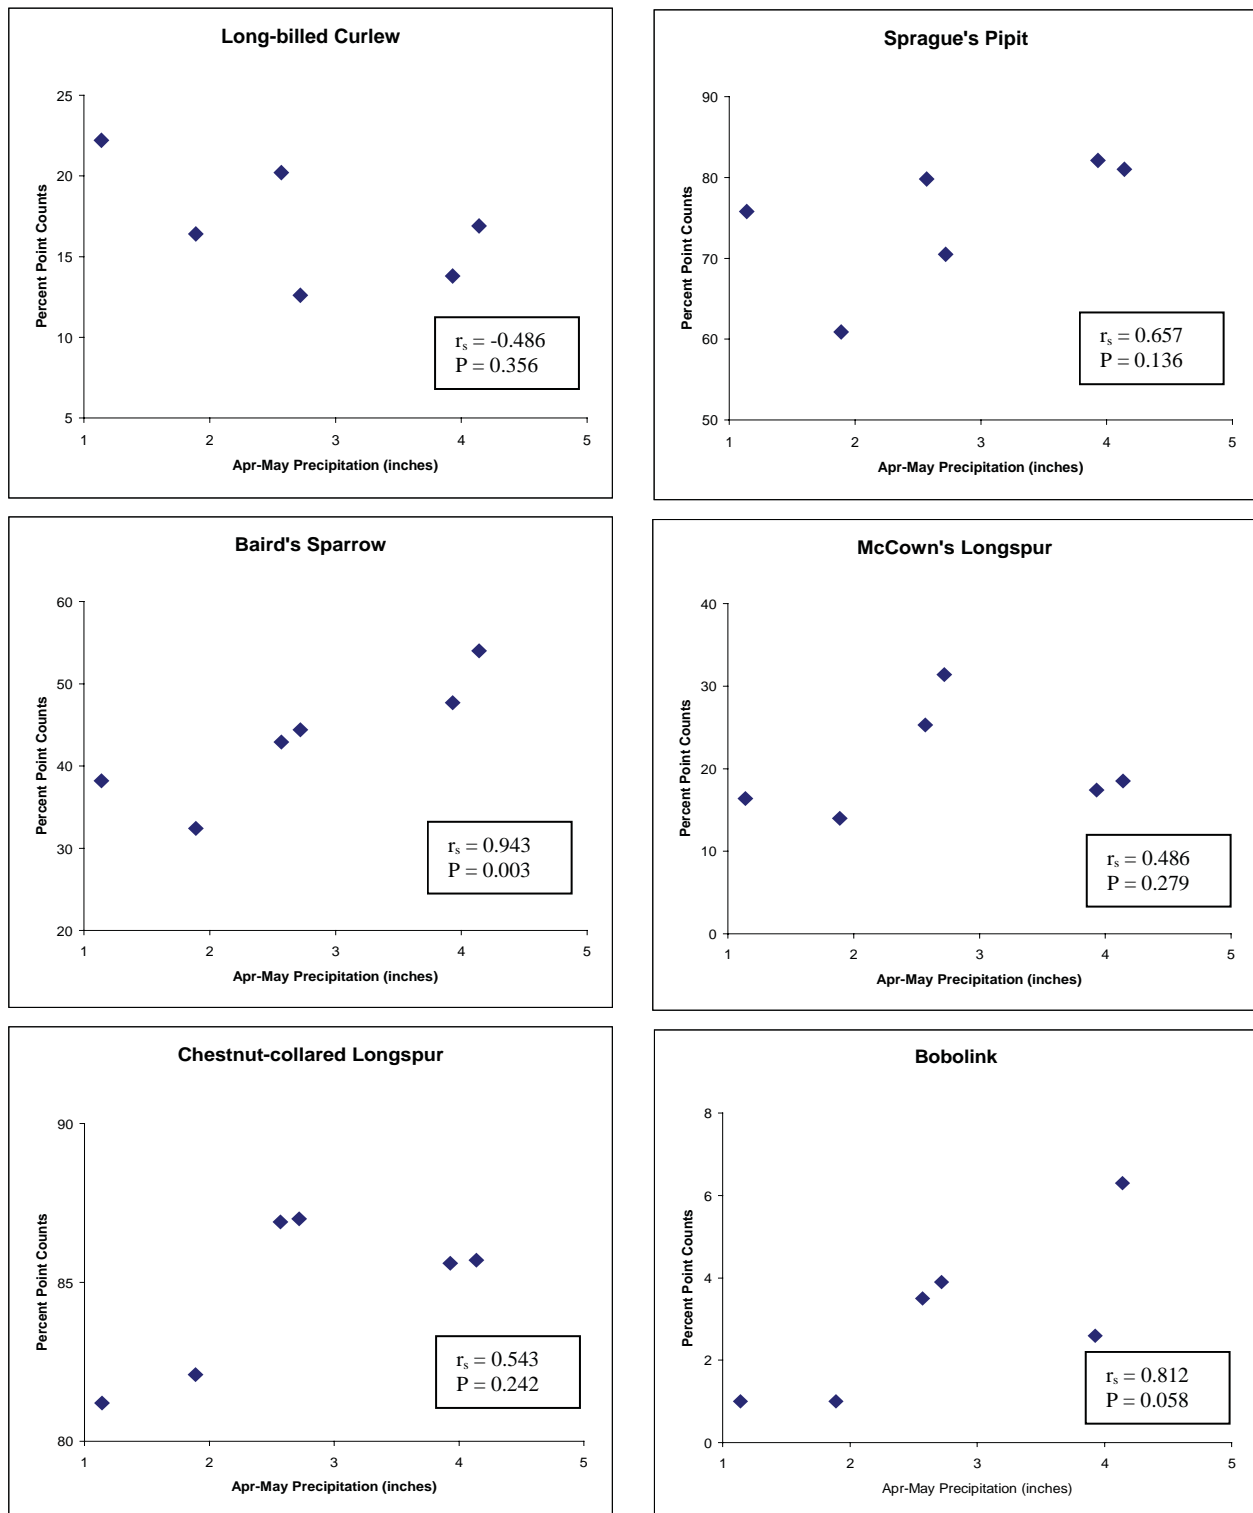 Long-billed Curlew
Percent Point Counts
25
20
15
10
5
1 2 3 4 5
Apr-May Precipitation (inches)
rs = -0.486
P = 0.356
Sprague's Pipit
Percent Point Counts
90
80
70
60
50
1 2 3 4 5
Apr-May Precipitation (inches)
rs = 0.657
P = 0.136
Baird's Sparrow
Percent Point Counts
60
50
40
30
20
1 2 3 4 5
Apr-May Precipitation (inches)
rs = 0.943
P = 0.003
McCown's Longspur
Percent Point Counts
40
30
20
10
0
1 2 3 4 5
Apr-May Precipitation (inches)
rs = 0.486
P = 0.279
Chestnut-collared Longspur
Percent Point Counts
90
85
80
1 2 3 4 5
Apr-May Precipitation (inches)
rs = 0.543
P = 0.242
Bobolink
Percent Point Counts
8
6
4
2
0
1 2 3 4 5
Apr-May Precipitation (inches)
rs = 0.812
P = 0.058